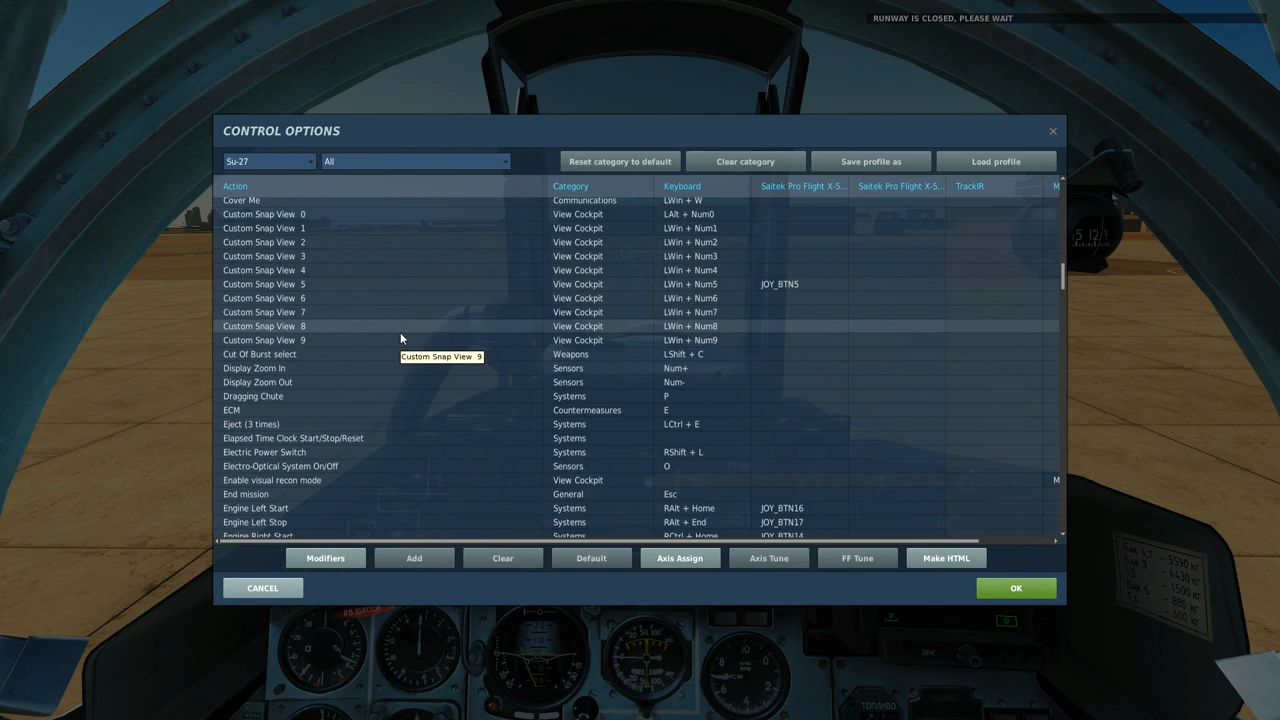 RUNWAY IS CLOSED, PLEASE WAIT
CONTROL OPTIONS
Su-27 All Reset category to default Clear category Save profile as Load profile
Action Category Keyboard Saitek Pro Flight X-5... Saitek Pro Flight X-5... TrackIR M
Cover Me Communications LWin + W
Custom Snap View 0 View Cockpit LAlt + Num0
Custom Snap View 1 View Cockpit LWin + Num1
Custom Snap View 2 View Cockpit LWin + Num2
Custom Snap View 3 View Cockpit LWin + Num3
Custom Snap View 4 View Cockpit LWin + Num4
Custom Snap View 5 View Cockpit LWin + Num5 JOY_BTN5
Custom Snap View 6 View Cockpit LWin + Num6
Custom Snap View 7 View Cockpit LWin + Num7
Custom Snap View 8 View Cockpit LWin + Num8
Custom Snap View 9 View Cockpit LWin + Num9
Custom Snap View 9
Cut Of Burst select Weapons LShift + C
Display Zoom In Sensors Num+
Display Zoom Out Sensors Num-
Dragging Chute Systems P
ECM Countermeasures E
Eject (3 times) Systems LCtrl + E
Elapsed Time Clock Start/Stop/Reset Systems
Electric Power Switch Systems RShift + L
Electro-Optical System On/Off Sensors O
Enable visual recon mode View Cockpit M
End mission General Esc
Engine Left Start Systems RAlt + Home JOY_BTN16
Engine Left Stop Systems RAlt + End JOY_BTN17
Engine Right Start Systems RCtrl + Home JOY_BTN14
Modifiers Add Clear Default Axis Assign Axis Tune FF Tune Make HTML
CANCEL OK
ТОПЛИВО